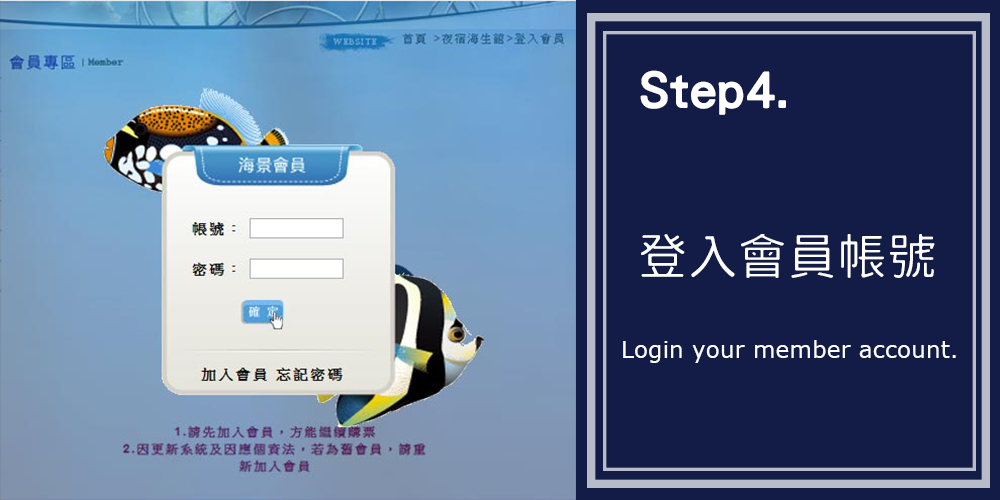 WEBSITE 首頁 >夜宿海生館>登入會員
會員專區 | Member
海景會員
帳號：
密碼：
確 定
加入會員 忘記密碼
1.請先加入會員，方能繼續購票
2.因更新系統及因應個資法，若為舊會員，請重
新加入會員
Step4.
登入會員帳號
Login your member account.